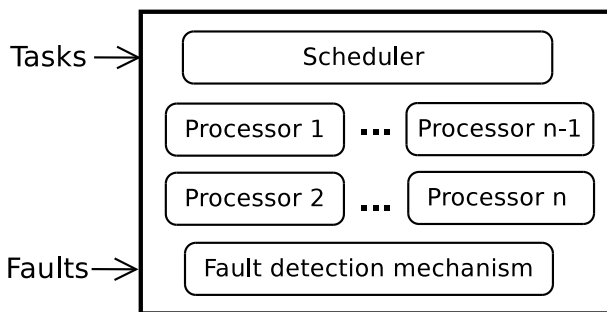 Tasks
Scheduler
Processor 1 ... Processor n-1
Processor 2 ... Processor n
Faults
Fault detection mechanism